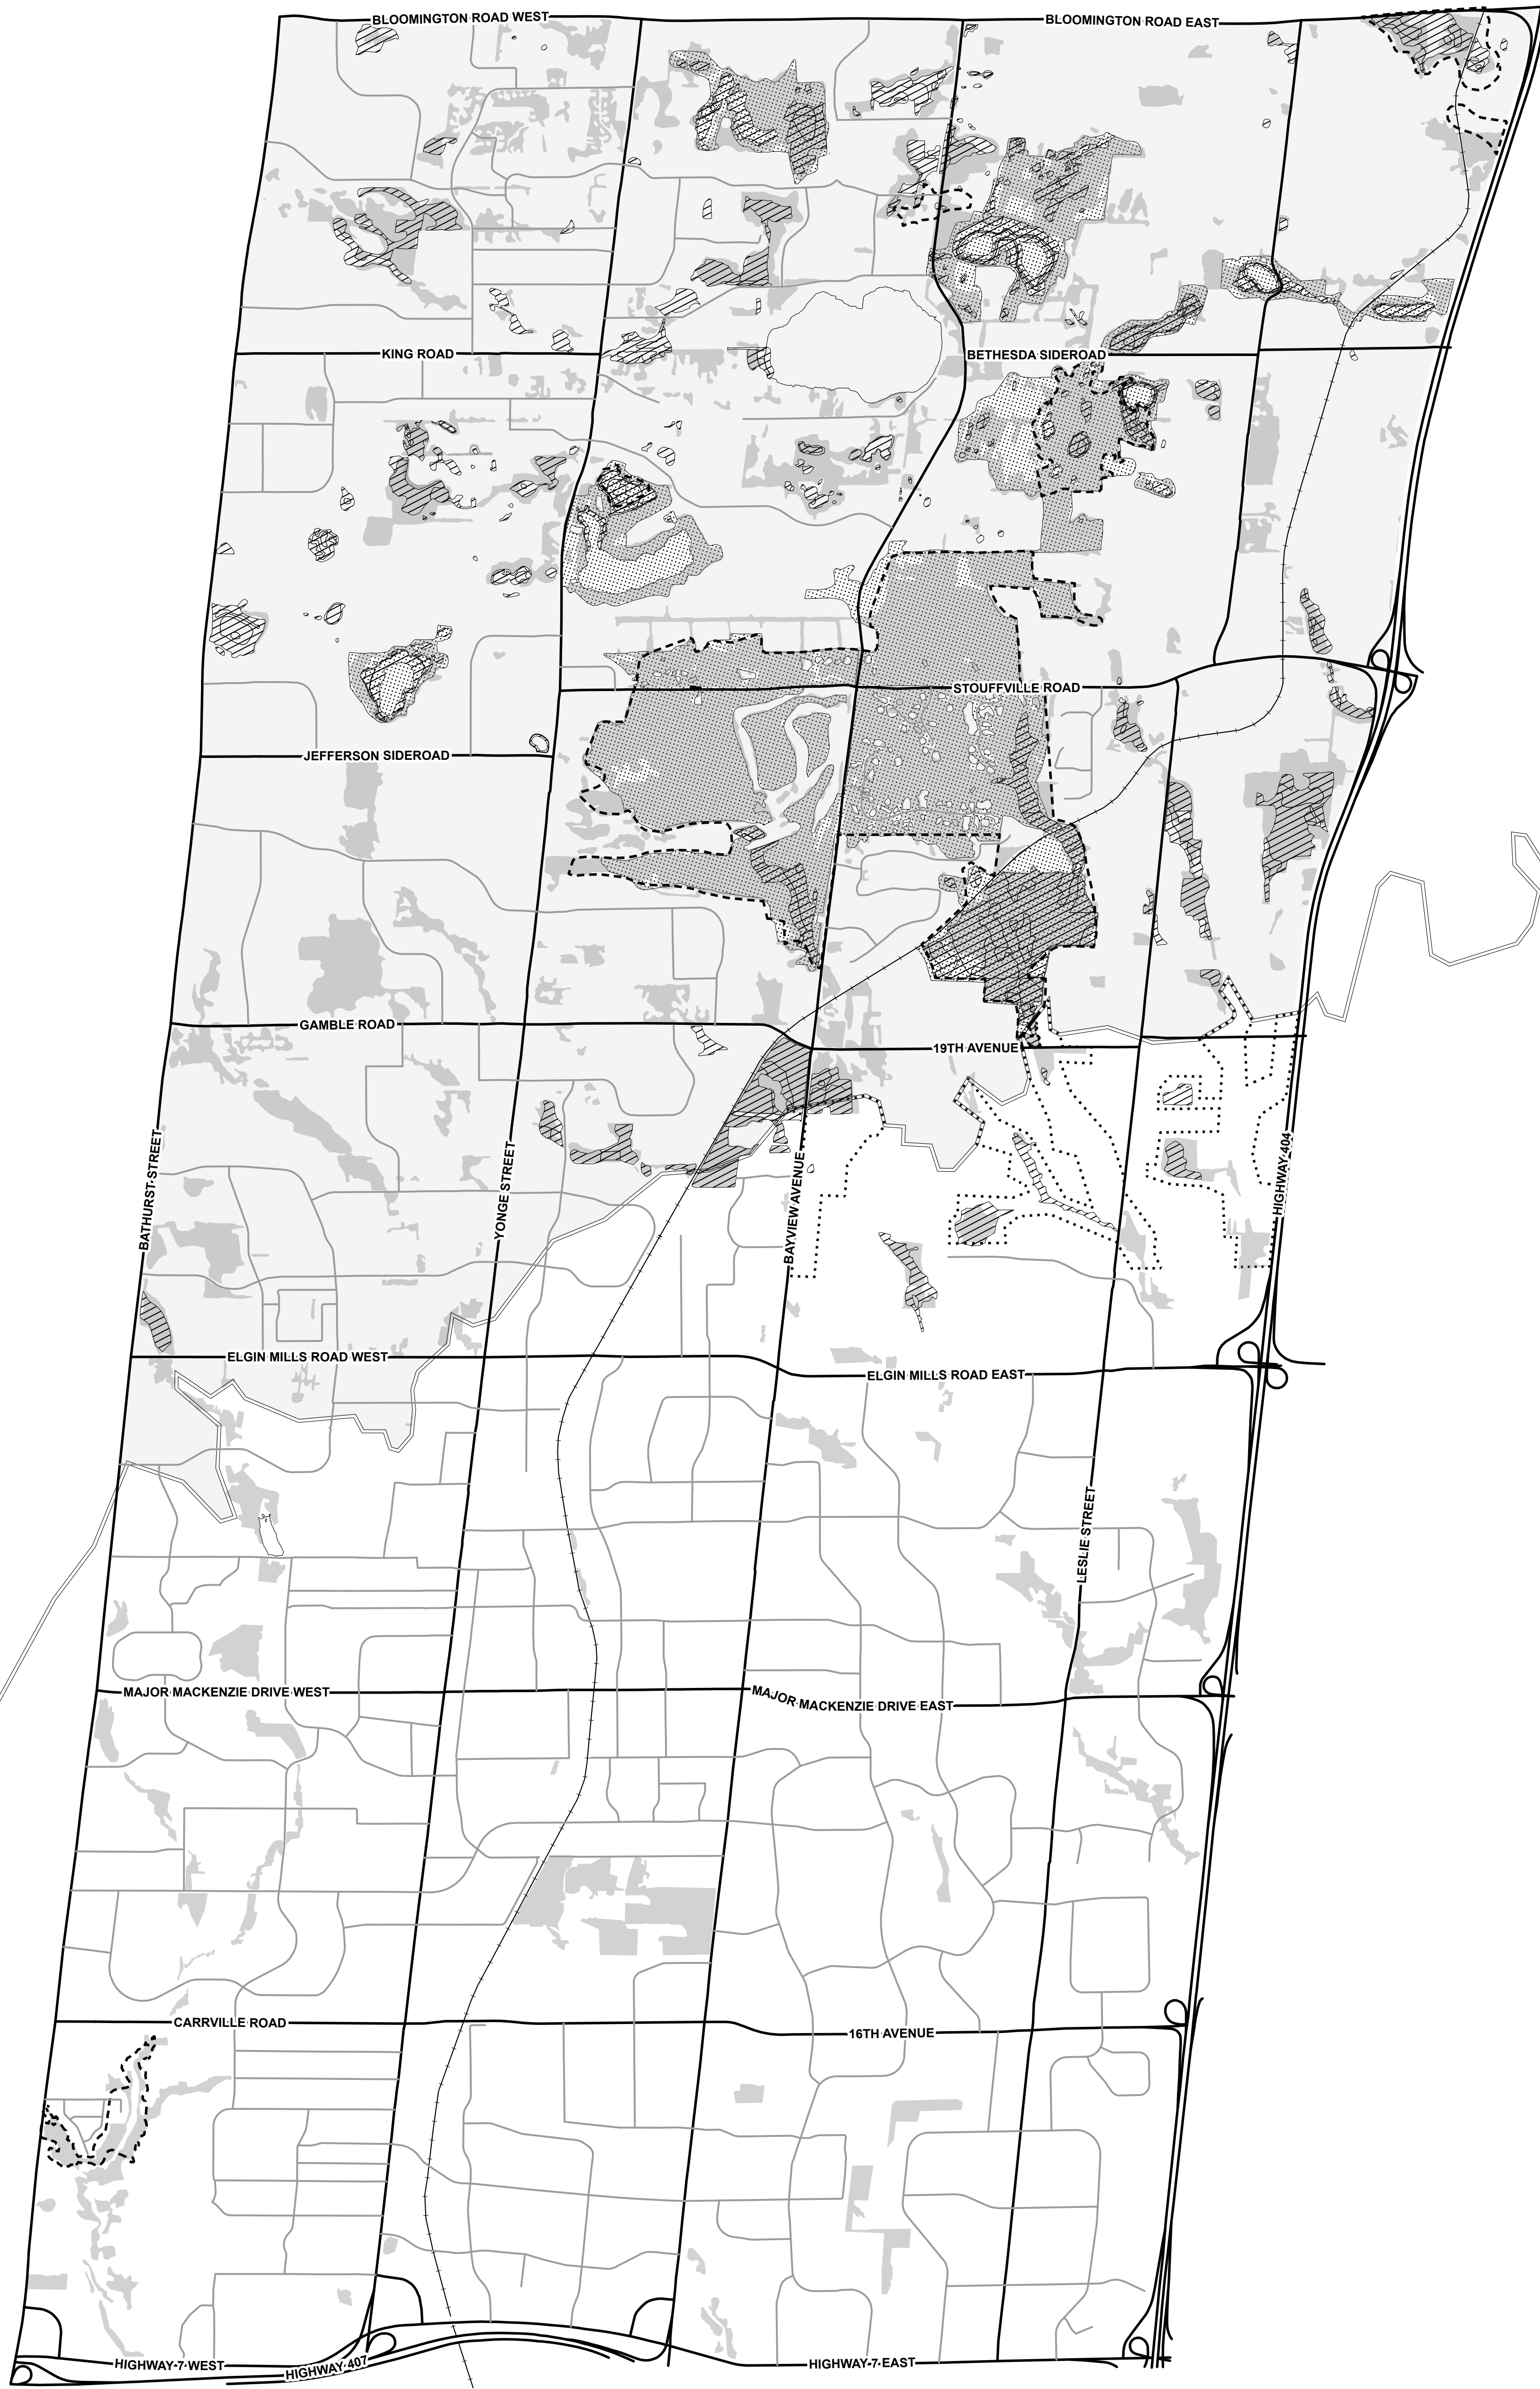 BLOOMINGTON ROAD WEST
BLOOMINGTON ROAD EAST
KING ROAD
BETHESDA SIDEROAD
STOUFFVILLE ROAD
JEFFERSON SIDEROAD
GAMBLE ROAD
19TH AVENUE
BATHURST STREET
YONGE STREET
BAYVIEW AVENUE
HIGHWAY 404
ELGIN MILLS ROAD WEST
ELGIN MILLS ROAD EAST
LESLIE STREET
MAJOR MACKENZIE DRIVE WEST
MAJOR MACKENZIE DRIVE EAST
CARRVILLE ROAD
16TH AVENUE
HIGHWAY 7 WEST
HIGHWAY 407
HIGHWAY 7 EAST